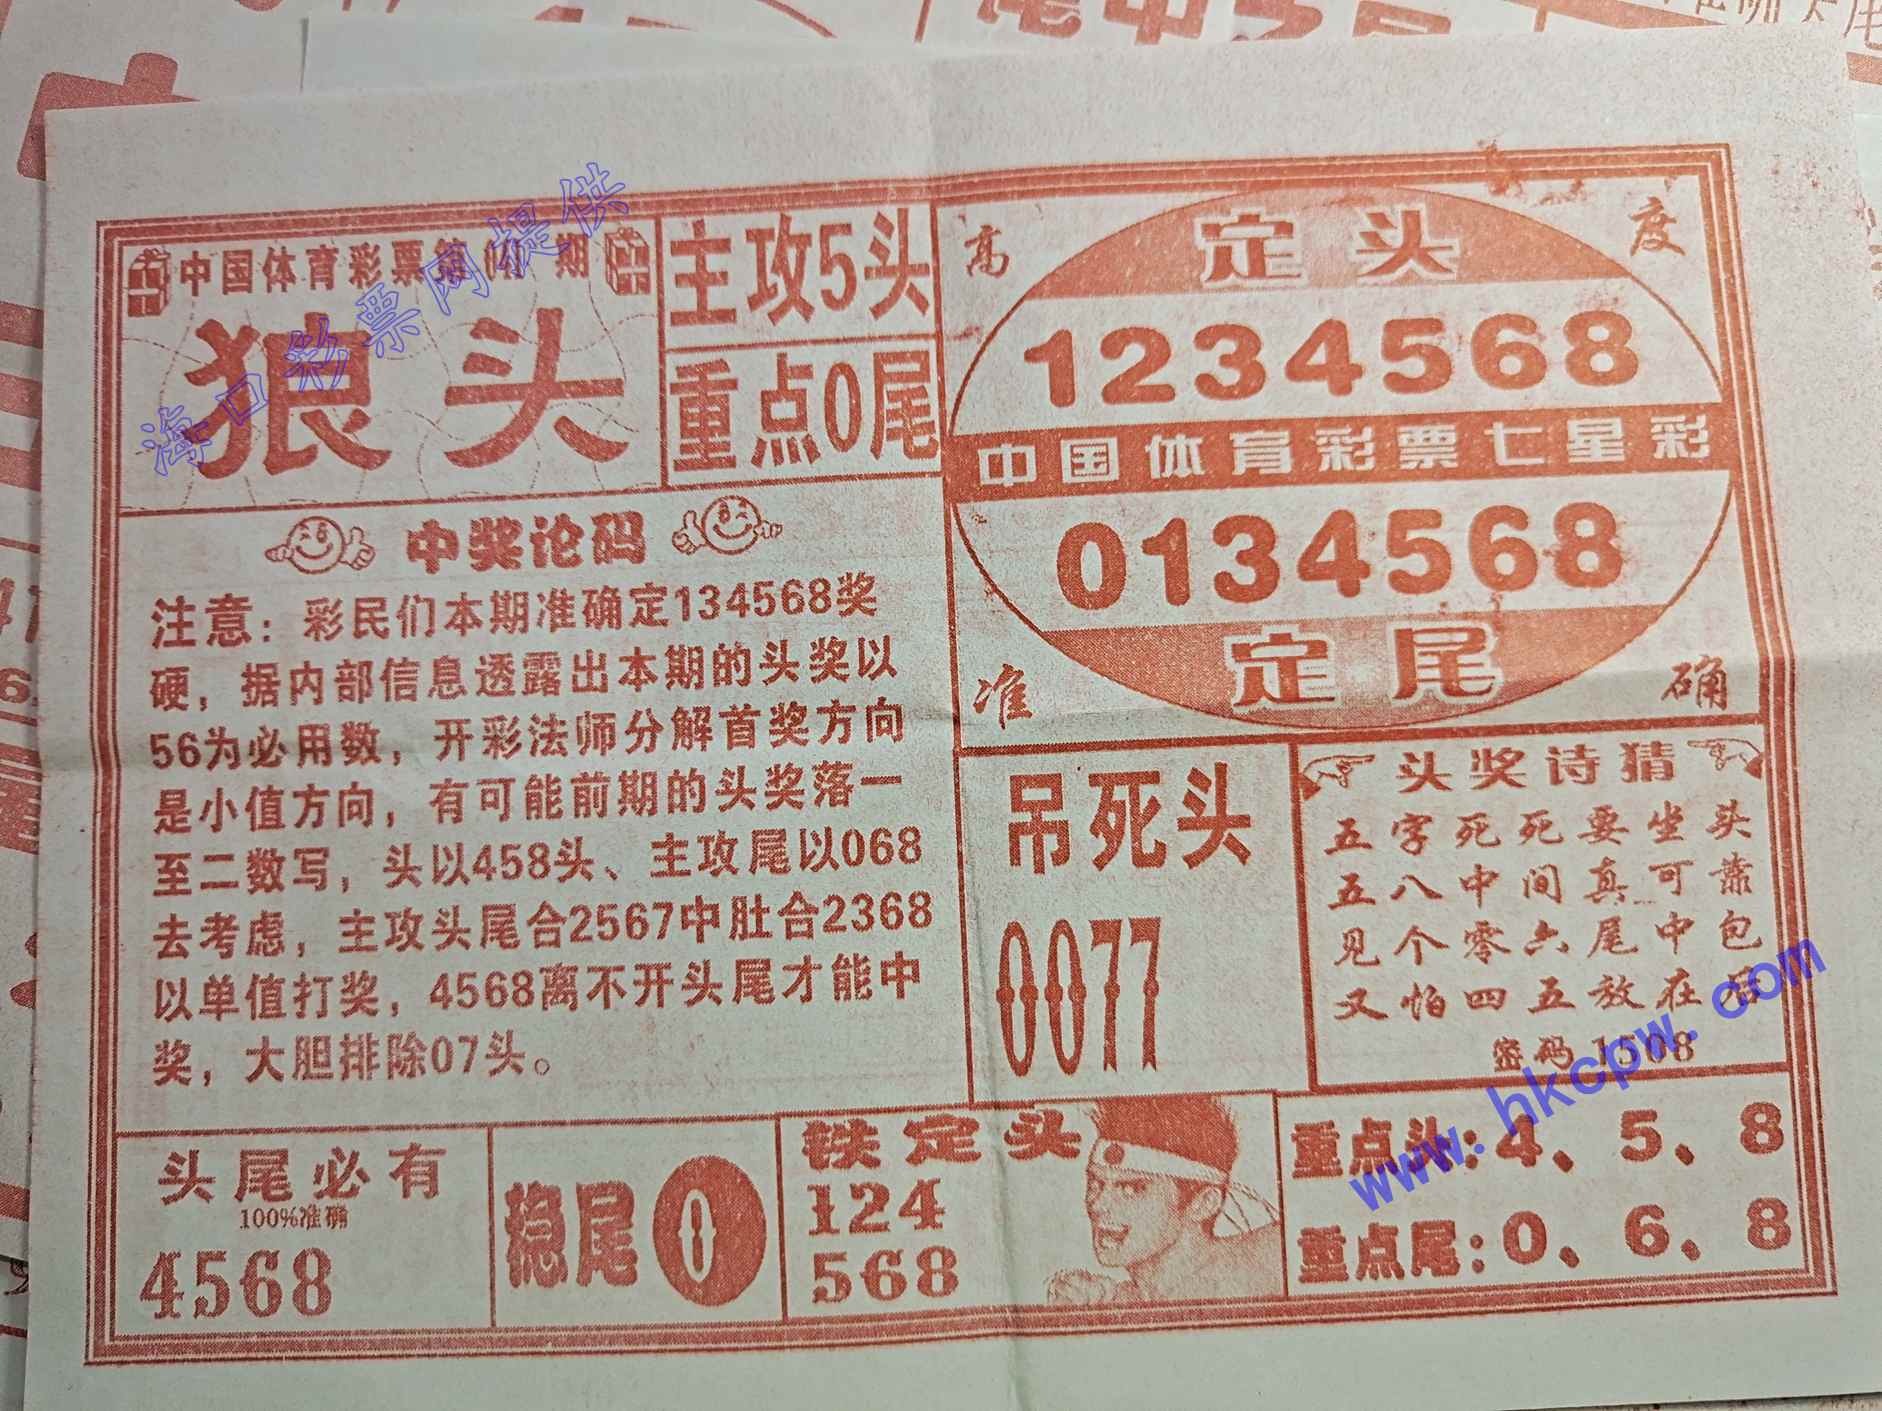 中国体育彩票第 期
狼头
主攻5头
重点0尾
高 度
定头
1234568
中国体育彩票七星彩
0134568
定尾
准 确
中奖论码
注意：彩民们本期准确定134568奖
硬，据内部信息透露出本期的头奖以
56为必用数，开彩法师分解首奖方向
是小值方向，有可能前期的头奖落一
至二数写，头以458头、主攻尾以068
去考虑，主攻头尾合2567中肚合2368
以单值打奖，4568离不开头尾才能中
奖，大胆排除07头。
吊死头
0077
头奖诗猜
五字死死要坐头
五八中间真可靠
见个零六尾中包
又怕四五放在后
密码1568
头尾必有
100%准确
4568
稳尾 0
铁定头
124
568
重点头：4、5、8
重点尾：0、6、8
海口彩票网提供
www.hkcpw.com